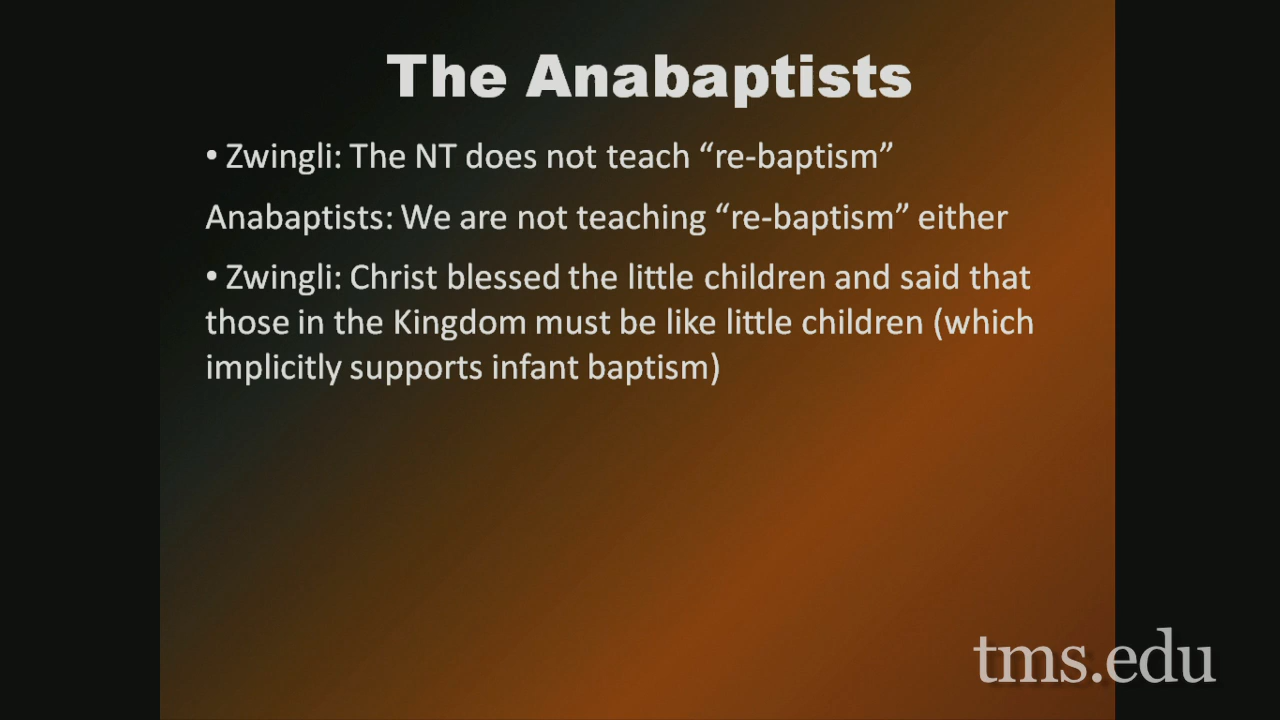 The Anabaptists
• Zwingli: The NT does not teach “re-baptism”
Anabaptists: We are not teaching “re-baptism” either
• Zwingli: Christ blessed the little children and said that
those in the Kingdom must be like little children (which
implicitly supports infant baptism)
tms.edu